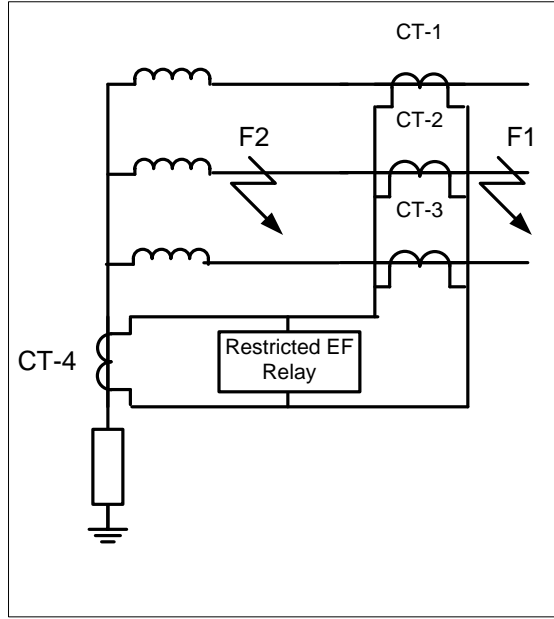 CT-1
CT-2
F2
F1
CT-3
Restricted EF
Relay
CT-4